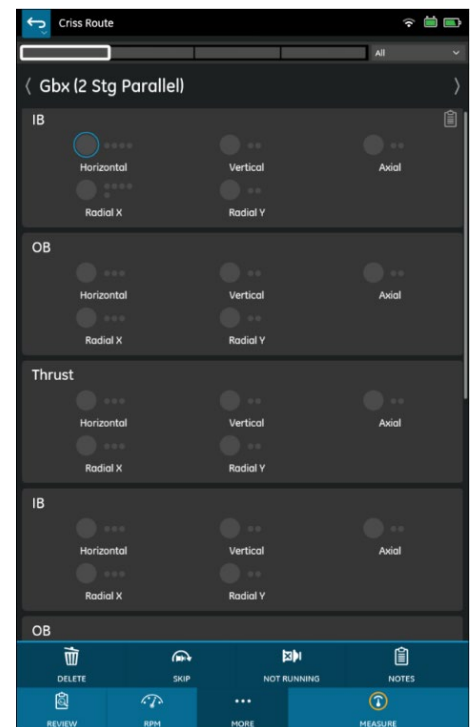 Criss Route
All
Gbx (2 Stg Parallel)
IB
Horizontal Vertical Axial
Radial X Radial Y
OB
Horizontal Vertical Axial
Radial X Radial Y
Thrust
Horizontal Vertical Axial
Radial X Radial Y
IB
Horizontal Vertical Axial
Radial X Radial Y
OB
DELETE SKIP NOT RUNNING NOTES
REVIEW RPM MORE MEASURE